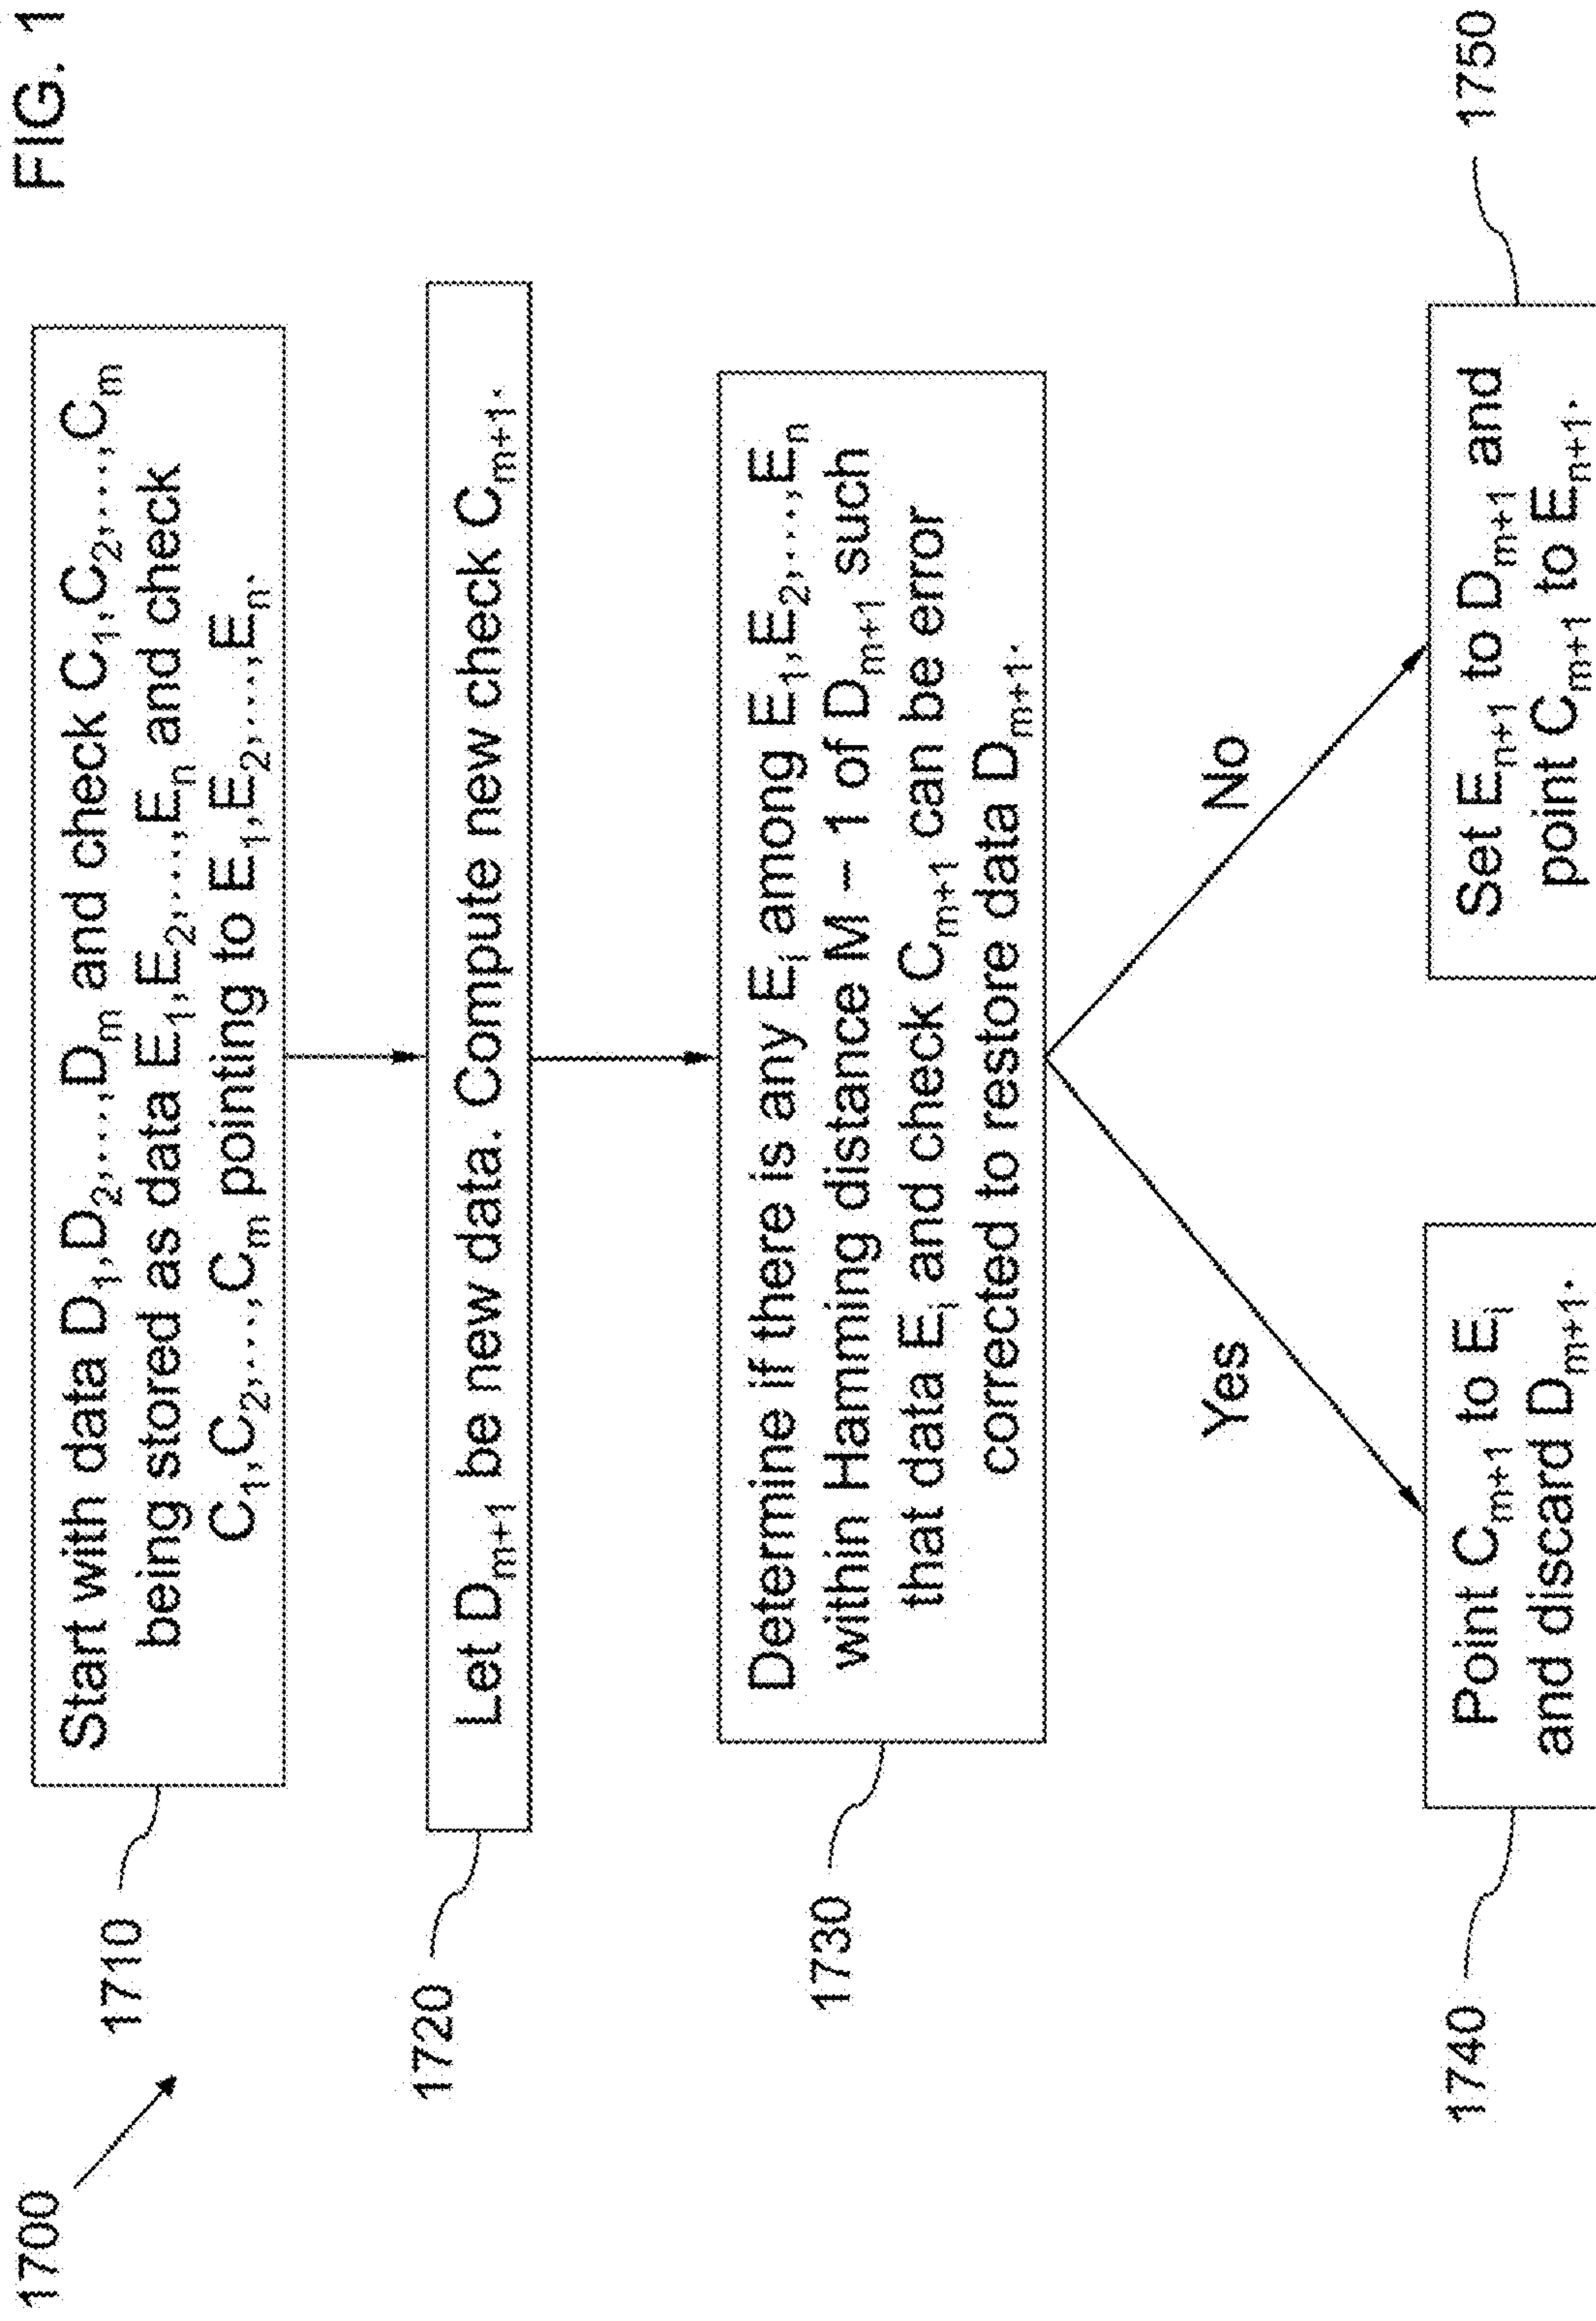 FIG. 1
1700
1710
Start with data D₁,D₂,...,Dₘ and check C₁,C₂,...,Cₘ
being stored as data E₁,E₂,...,Eₙ and check
C₁,C₂,...,Cₘ pointing to E₁,E₂,...,Eₙ.
1720
Let Dₘ₊₁ be new data. Compute new check Cₘ₊₁.
1730
Determine if there is any Eᵢ among E₁,E₂,...,Eₙ
within Hamming distance M – 1 of Dₘ₊₁ such
that data Eᵢ and check Cₘ₊₁ can be error
corrected to restore data Dₘ₊₁.
Yes
No
1740
Point Cₘ₊₁ to Eᵢ
and discard Dₘ₊₁.
Set Eₙ₊₁ to Dₘ₊₁ and
point Cₘ₊₁ to Eₙ₊₁.
1750